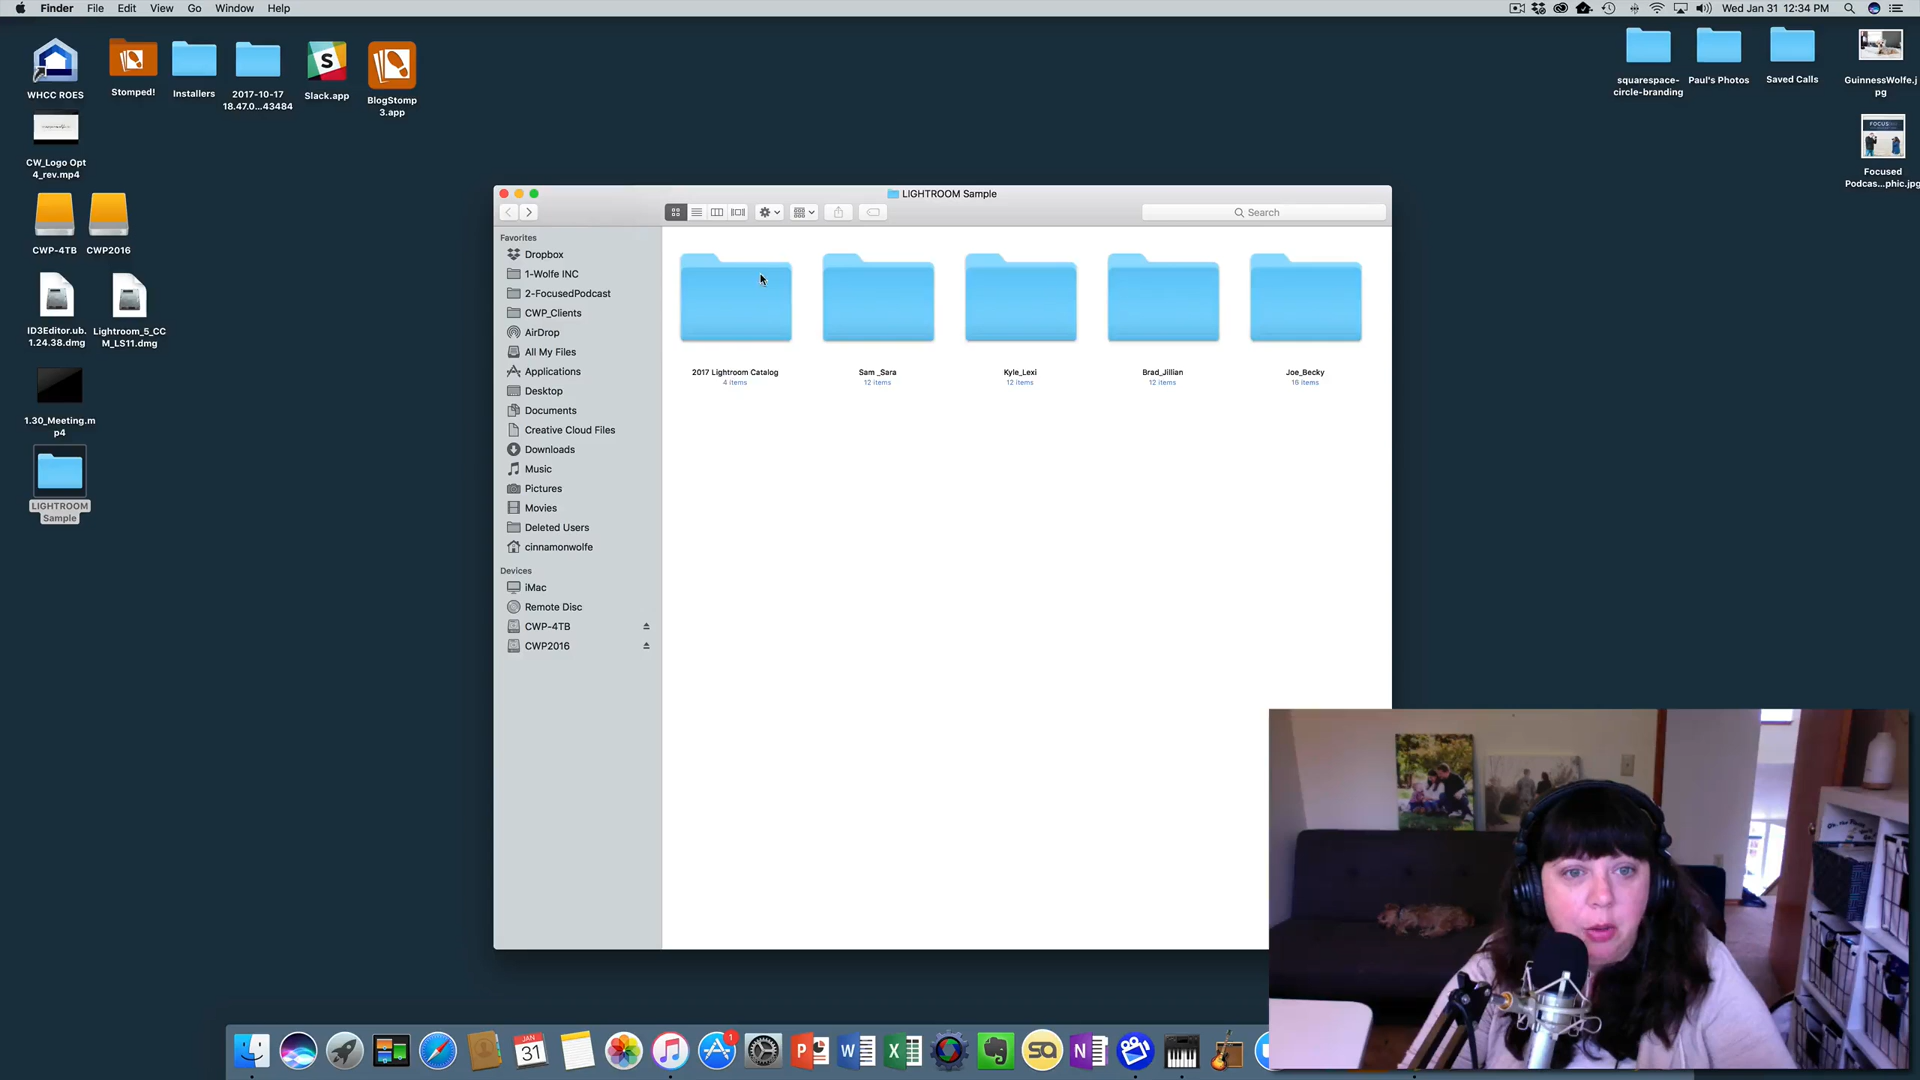 Finder File Edit View Go Window Help
Wed Jan 31 12:34 PM
WHCC ROES
Stomped!
Installers
2017-10-17
18.47.0...43484
Slack.app
BlogStomp
3.app
squarespace-
circle-branding
Paul's Photos
Saved Calls
GuinnessWolfe.j
pg
CW_Logo Opt
4_rev.mp4
FOCUSED
Focused
Podcas...phic.jpg
CWP-4TB
CWP2016
ID3Editor.ub.
1.24.38.dmg
Lightroom_5_CC
M_LS11.dmg
1.30_Meeting.m
p4
LIGHTROOM
Sample
LIGHTROOM Sample
Search
Favorites
Dropbox
1-Wolfe INC
2-FocusedPodcast
CWP_Clients
AirDrop
All My Files
Applications
Desktop
Documents
Creative Cloud Files
Downloads
Music
Pictures
Movies
Deleted Users
cinnamonwolfe
Devices
iMac
Remote Disc
CWP-4TB
CWP2016
2017 Lightroom Catalog
4 items
Sam _Sara
12 items
Kyle_Lexi
12 items
Brad_Jillian
12 items
Joe_Becky
16 items
JAN
31
1